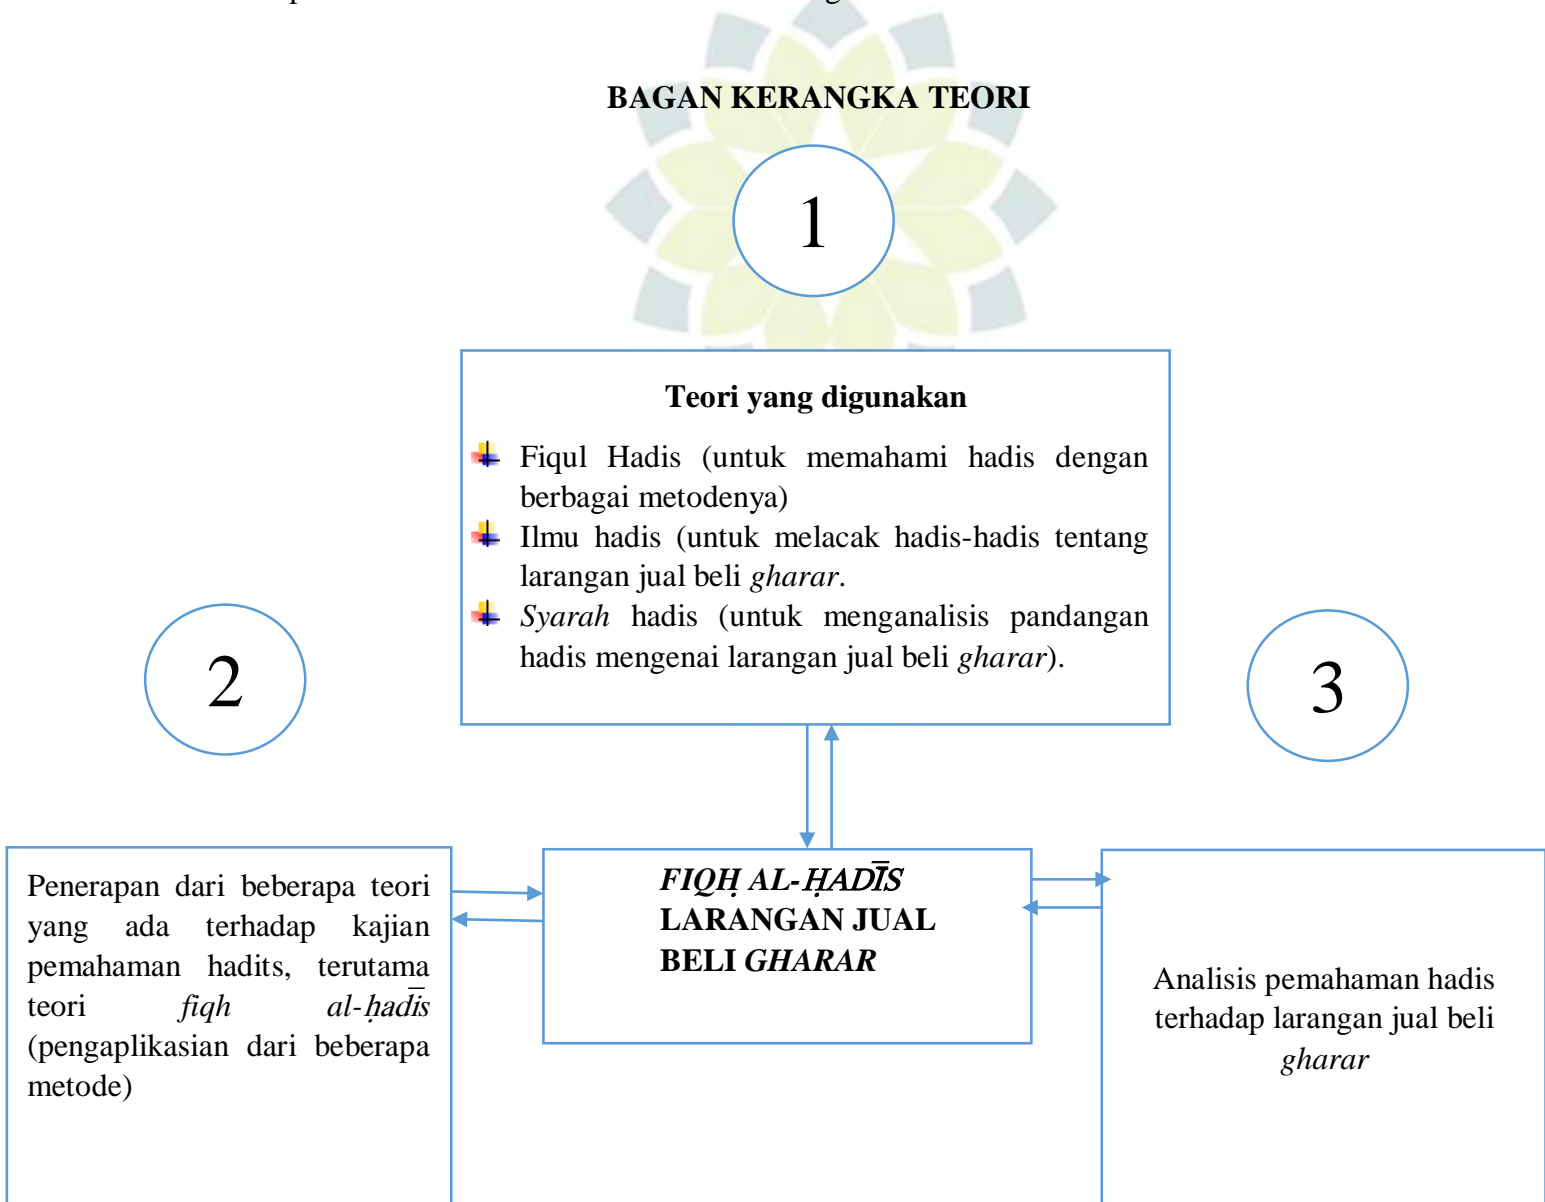 BAGAN KERANGKA TEORI
1
Teori yang digunakan
Fiqul Hadis (untuk memahami hadis dengan
berbagai metodenya)
Ilmu hadis (untuk melacak hadis-hadis tentang
larangan jual beli gharar.
Syarah hadis (untuk menganalisis pandangan
hadis mengenai larangan jual beli gharar).
2
3
Penerapan dari beberapa teori
yang ada terhadap kajian
pemahaman hadits, terutama
teori fiqh al-ḥadīs
(pengaplikasian dari beberapa
metode)
FIQḤ AL-ḤADĪS
LARANGAN JUAL
BELI GHARAR
Analisis pemahaman hadis
terhadap larangan jual beli
gharar